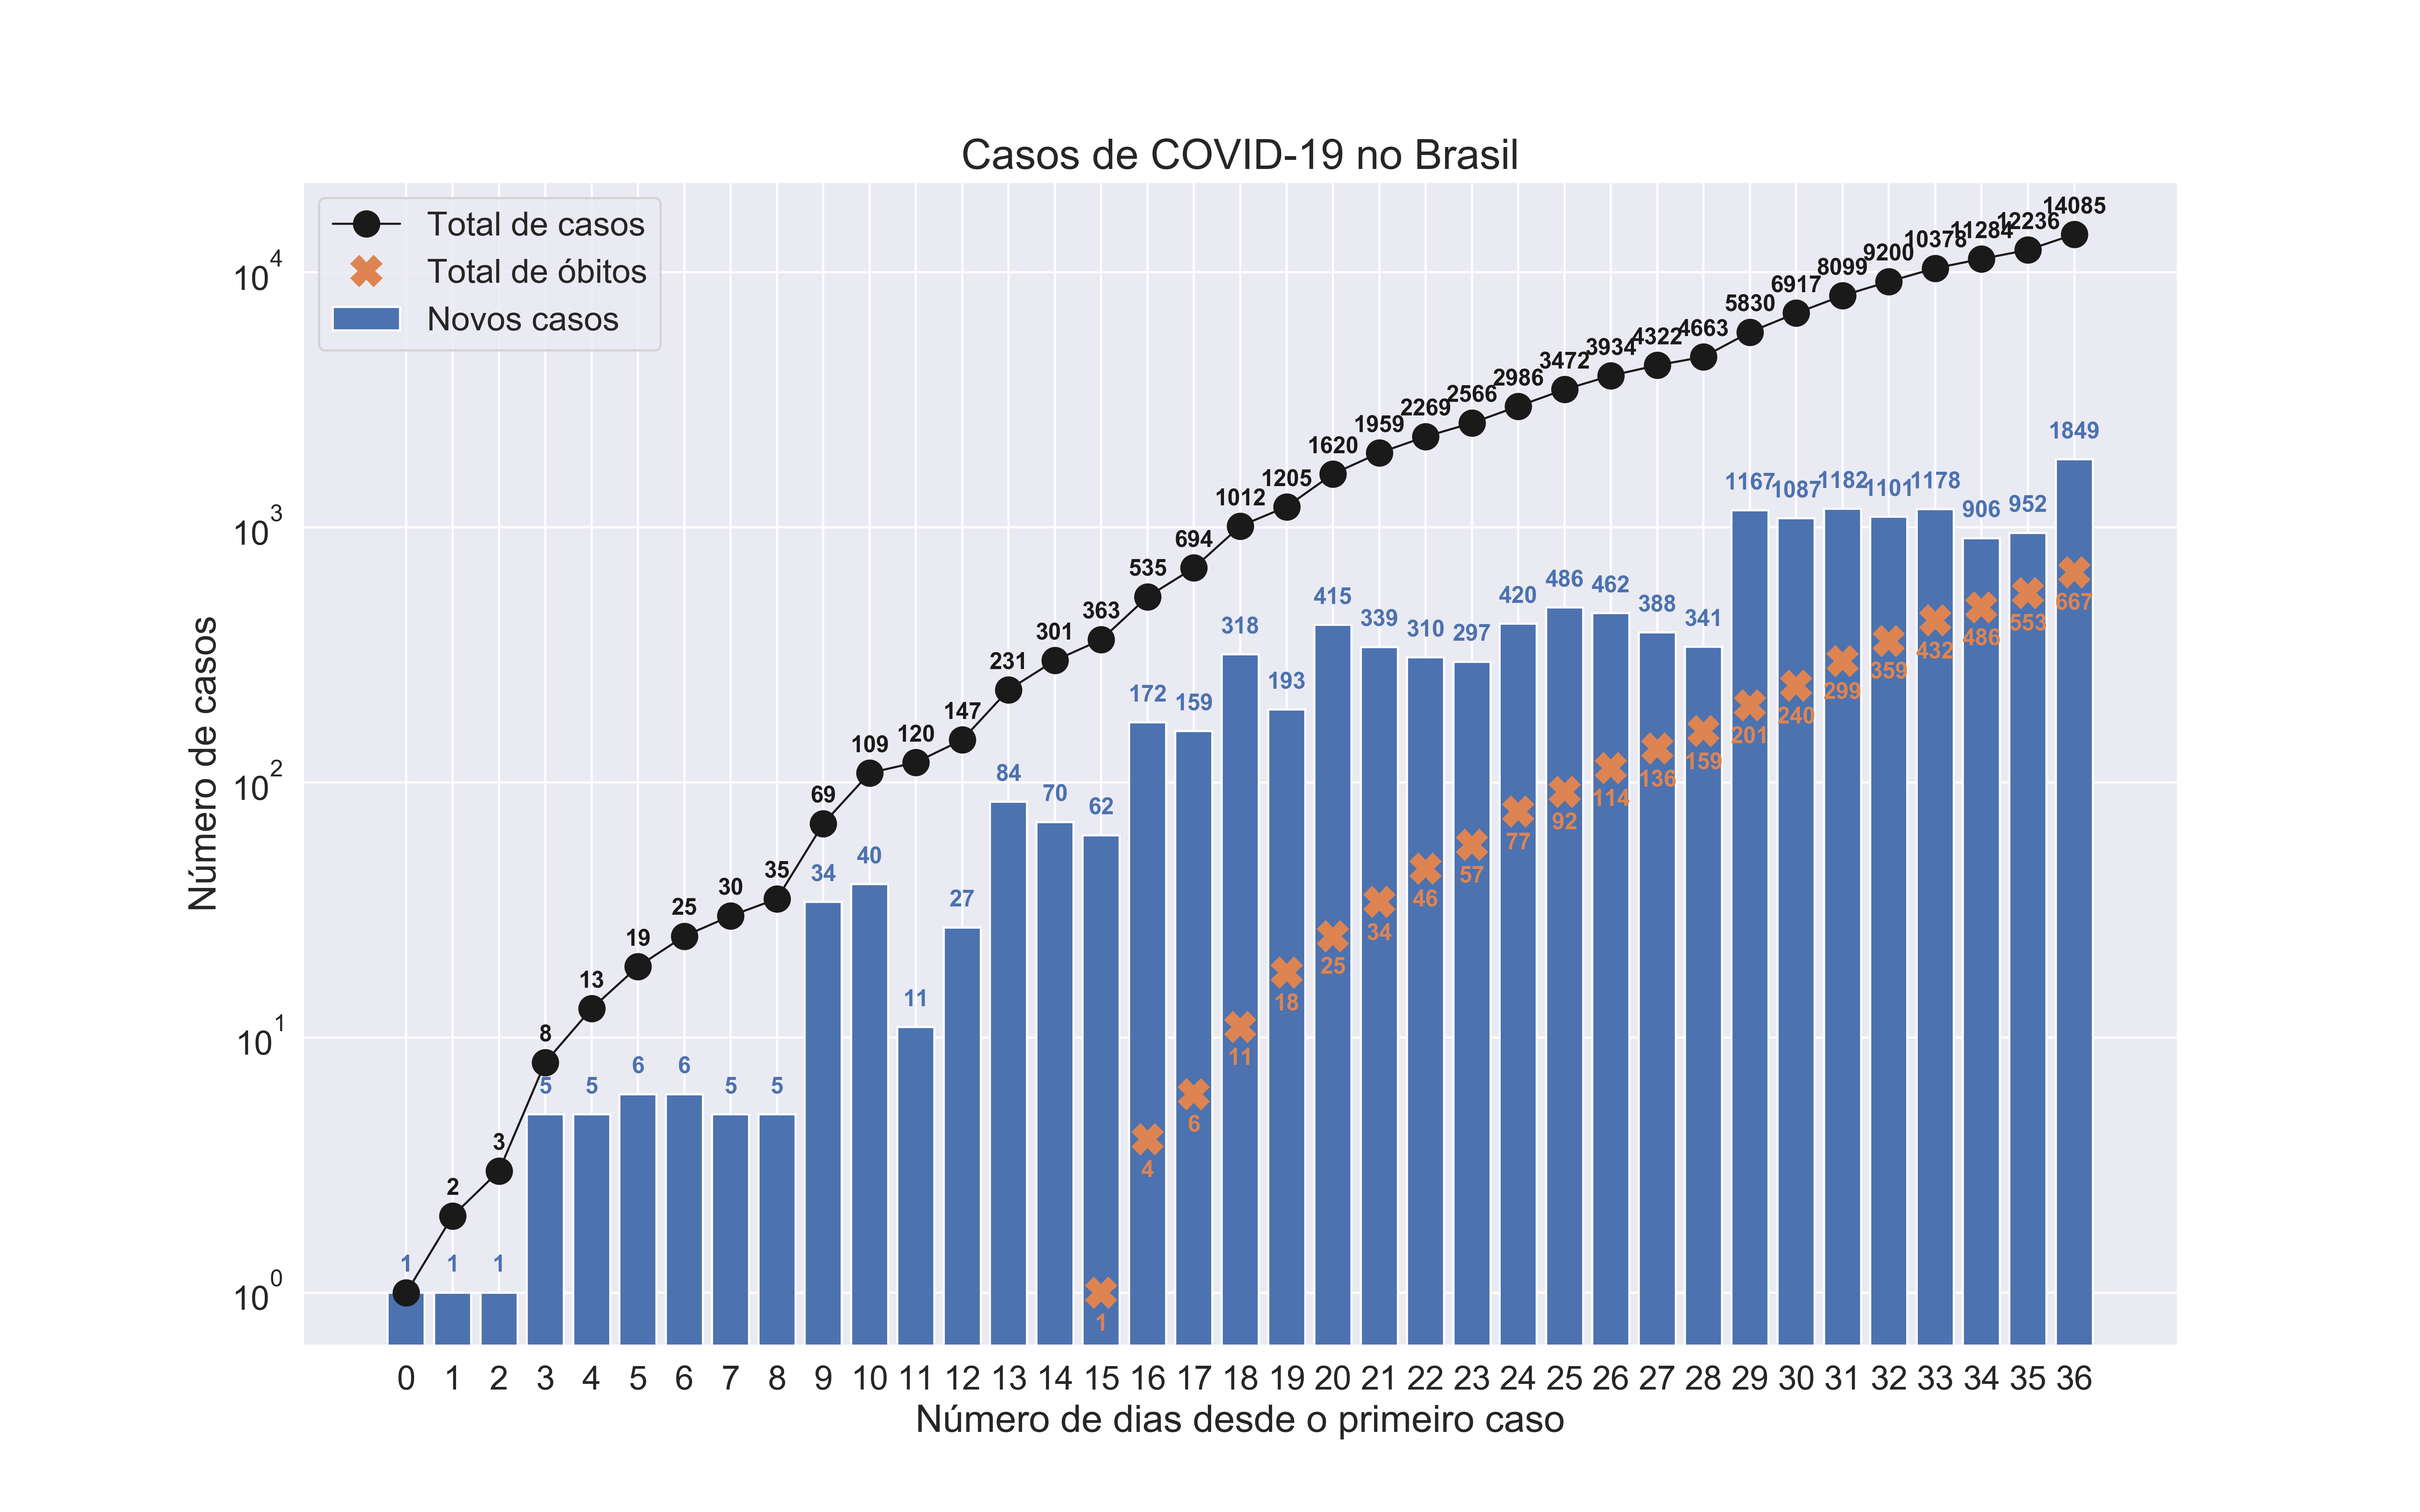 Casos de COVID-19 no Brasil
Total de casos
Total de óbitos
Novos casos
Número de casos
10^4
10^3
10^2
10^1
10^0
2 3 8 13 19 25 30 35 69 109 120 147 231 301 363 535 694 1012 1205 1620 1959 2269 2566 2986 3472 3934 4322 4663 5830 6917 8099 9200 10378 11284 12236 14085
1 1 1 5 5 6 6 5 5 34 40 11 27 84 70 62 172 159 318 193 415 339 310 297 420 486 462 388 341 1167 1087 1182 1101 1178 906 952 1849
1 4 6 11 18 25 34 46 57 77 92 114 136 159 201 240 299 359 432 486 553 667
0 1 2 3 4 5 6 7 8 9 10 11 12 13 14 15 16 17 18 19 20 21 22 23 24 25 26 27 28 29 30 31 32 33 34 35 36
Número de dias desde o primeiro caso